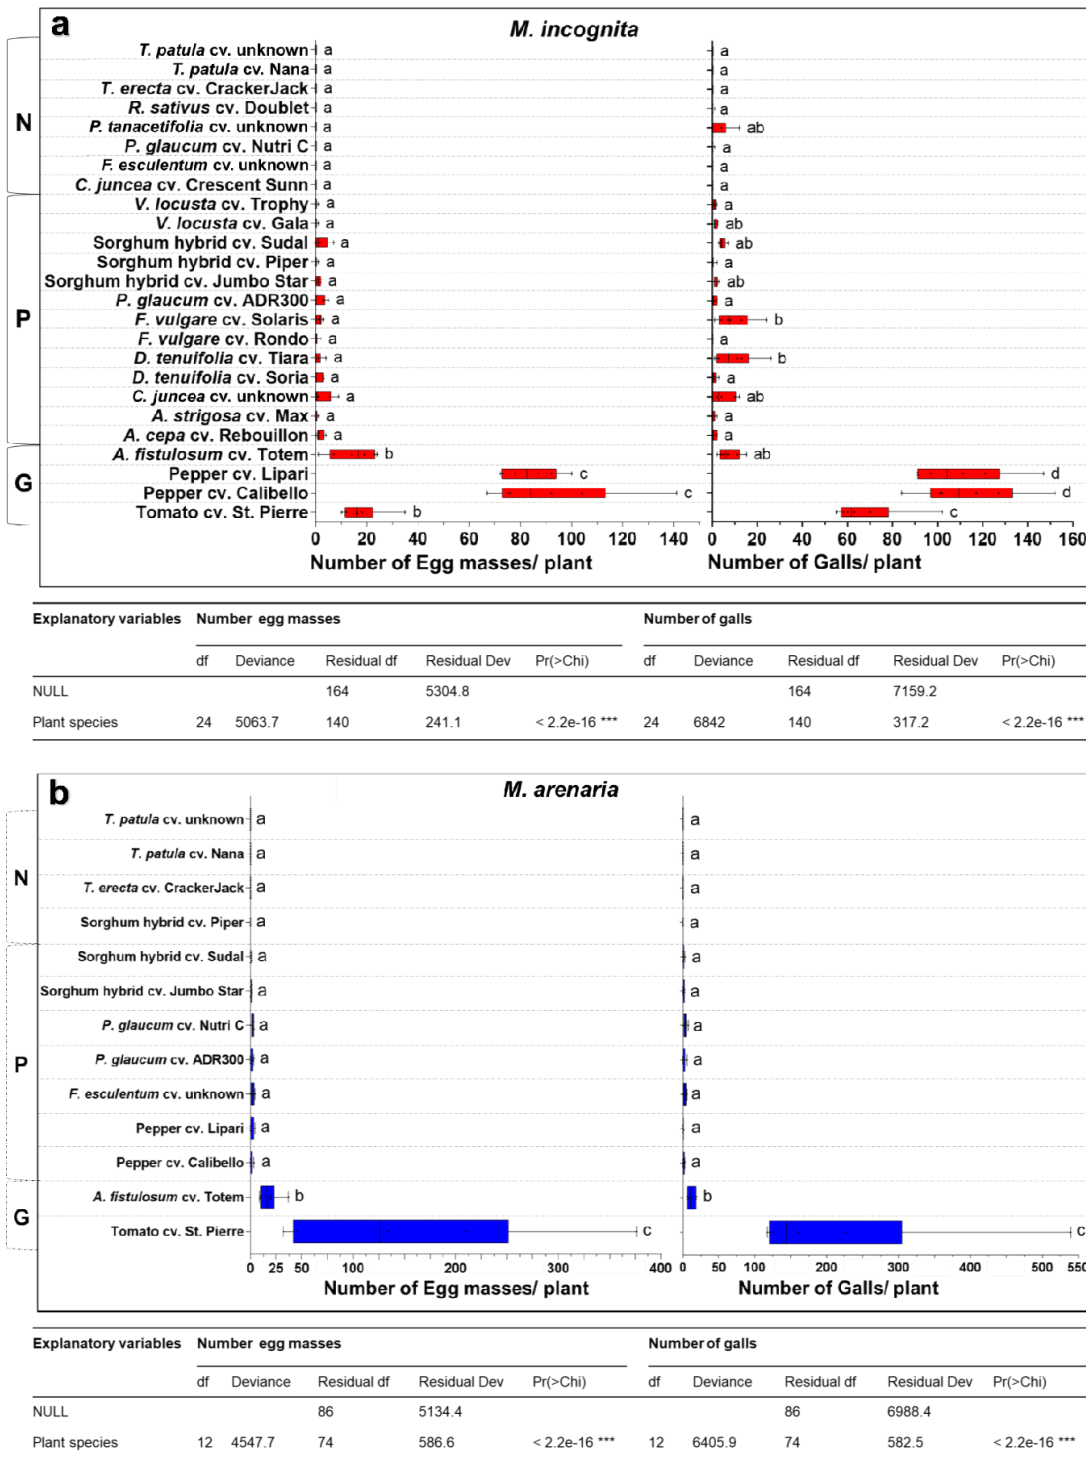 a
M. incognita
N
T. patula cv. unknown a a
T. patula cv. Nana a a
T. erecta cv. CrackerJack a a
R. sativus cv. Doublet a a
P. tanacetifolia cv. unknown a ab
P. glaucum cv. Nutri C a a
F. esculentum cv. unknown a a
C. juncea cv. Crescent Sunn a a
P
V. locusta cv. Trophy a a
V. locusta cv. Gala a ab
Sorghum hybrid cv. Sudal a ab
Sorghum hybrid cv. Piper a a
Sorghum hybrid cv. Jumbo Star a ab
P. glaucum cv. ADR300 a a
F. vulgare cv. Solaris a b
F. vulgare cv. Rondo a a
D. tenuifolia cv. Tiara a b
D. tenuifolia cv. Soria a a
C. juncea cv. unknown a ab
A. strigosa cv. Max a a
A. cepa cv. Rebouillon a a
G
A. fistulosum cv. Totem b ab
Pepper cv. Lipari c d
Pepper cv. Calibello c d
Tomato cv. St. Pierre b c
0 20 40 60 80 100 120 140 0 20 40 60 80 100 120 140 160
Number of Egg masses/ plant Number of Galls/ plant
Explanatory variables Number egg masses Number of galls
df Deviance Residual df Residual Dev Pr(>Chi) df Deviance Residual df Residual Dev Pr(>Chi)
NULL 164 5304.8 164 7159.2
Plant species 24 5063.7 140 241.1 < 2.2e-16 *** 24 6842 140 317.2 < 2.2e-16 ***
b
M. arenaria
N
T. patula cv. unknown a a
T. patula cv. Nana a a
T. erecta cv. CrackerJack a a
Sorghum hybrid cv. Piper a a
P
Sorghum hybrid cv. Sudal a a
Sorghum hybrid cv. Jumbo Star a a
P. glaucum cv. Nutri C a a
P. glaucum cv. ADR300 a a
F. esculentum cv. unknown a a
Pepper cv. Lipari a a
Pepper cv. Calibello a a
G
A. fistulosum cv. Totem b b
Tomato cv. St. Pierre c c
0 25 50 100 200 300 400 0 50 100 200 300 400 500 550
Number of Egg masses/ plant Number of Galls/ plant
Explanatory variables Number egg masses Number of galls
df Deviance Residual df Residual Dev Pr(>Chi) df Deviance Residual df Residual Dev Pr(>Chi)
NULL 86 5134.4 86 6988.4
Plant species 12 4547.7 74 586.6 < 2.2e-16 *** 12 6405.9 74 582.5 < 2.2e-16 ***